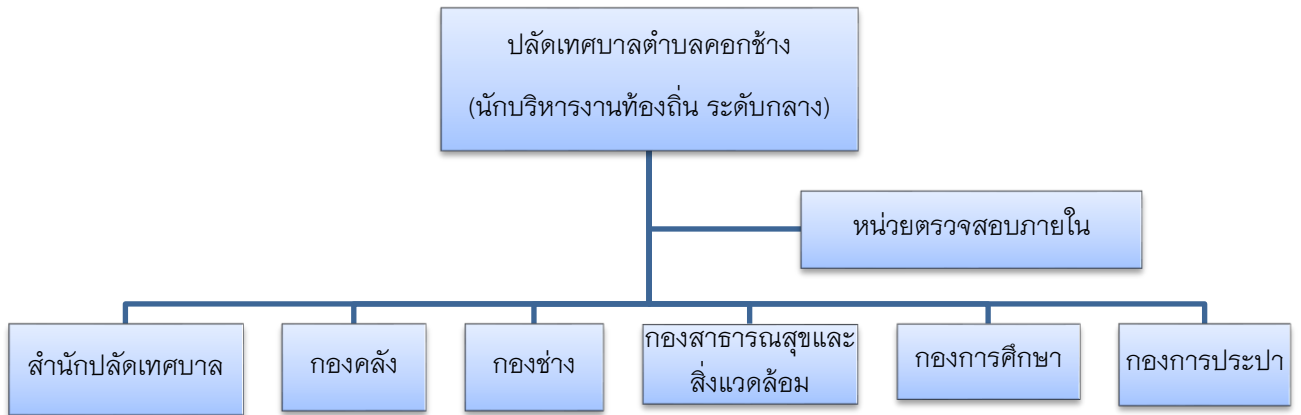 ปลัดเทศบาลตำบลคอกช้าง
(นักบริหารงานท้องถิ่น ระดับกลาง)
หน่วยตรวจสอบภายใน
สำนักปลัดเทศบาล
กองคลัง
กองช่าง
กองสาธารณสุขและ
สิ่งแวดล้อม
กองการศึกษา
กองการประปา